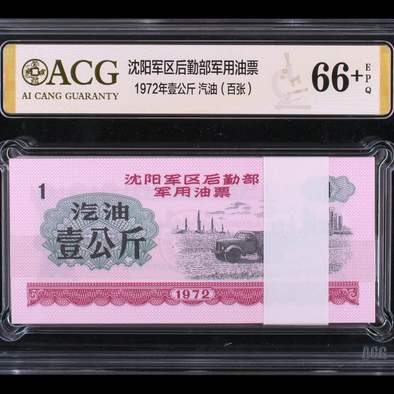 ACG
AI CANG GUARANTY
沈阳军区后勤部军用油票
1972年壹公斤 汽油（百张）
66+
EPQ
1
沈阳军区后勤部
军用油票
汽油
壹公斤
1972
ACG